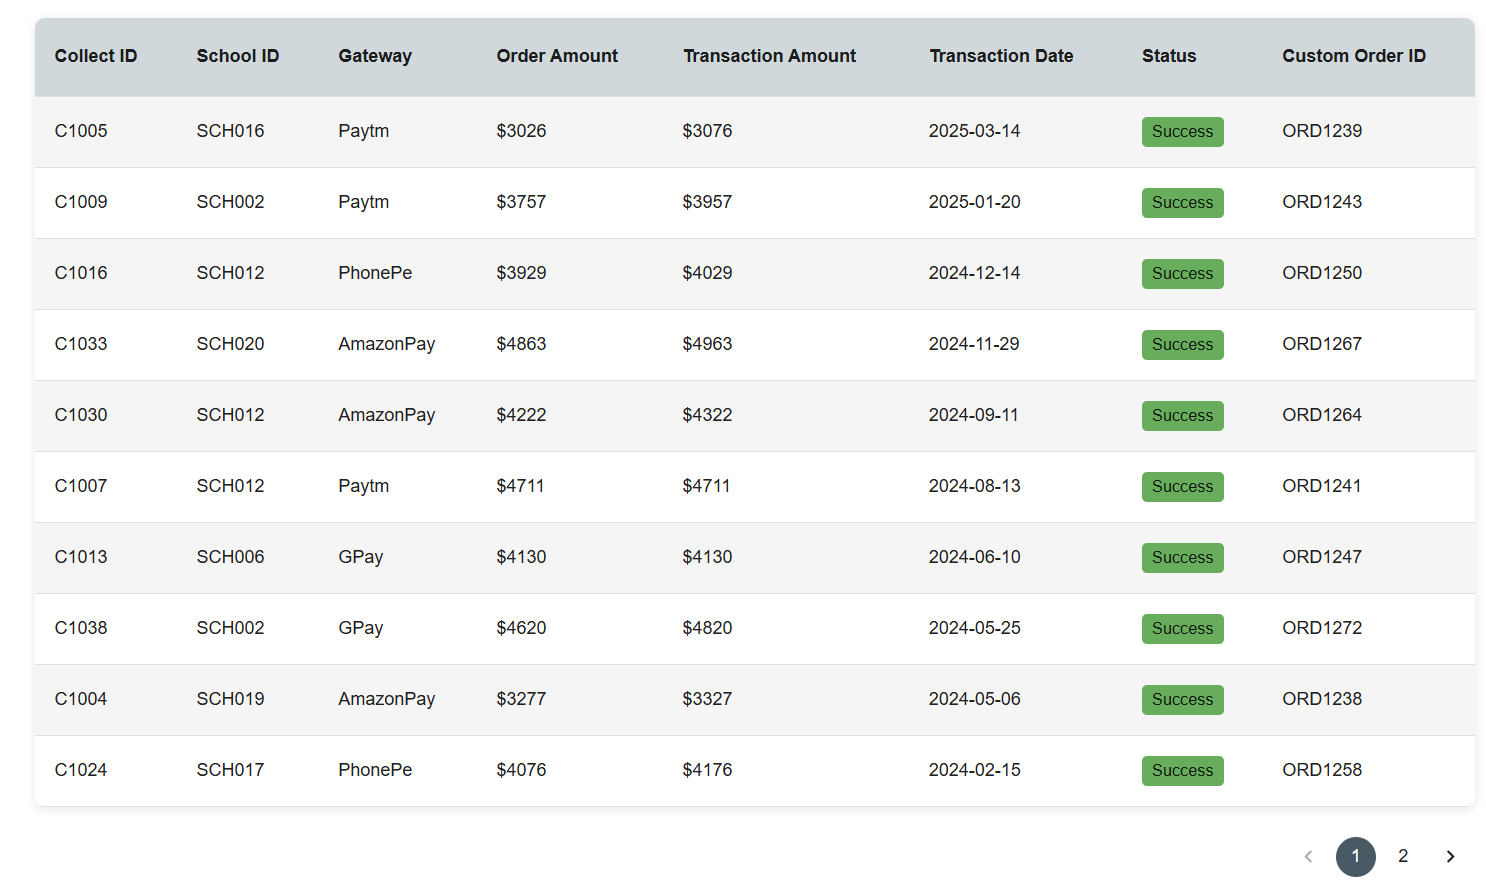 Collect ID School ID Gateway Order Amount Transaction Amount Transaction Date Status Custom Order ID
C1005 SCH016 Paytm $3026 $3076 2025-03-14 Success ORD1239
C1009 SCH002 Paytm $3757 $3957 2025-01-20 Success ORD1243
C1016 SCH012 PhonePe $3929 $4029 2024-12-14 Success ORD1250
C1033 SCH020 AmazonPay $4863 $4963 2024-11-29 Success ORD1267
C1030 SCH012 AmazonPay $4222 $4322 2024-09-11 Success ORD1264
C1007 SCH012 Paytm $4711 $4711 2024-08-13 Success ORD1241
C1013 SCH006 GPay $4130 $4130 2024-06-10 Success ORD1247
C1038 SCH002 GPay $4620 $4820 2024-05-25 Success ORD1272
C1004 SCH019 AmazonPay $3277 $3327 2024-05-06 Success ORD1238
C1024 SCH017 PhonePe $4076 $4176 2024-02-15 Success ORD1258
1 2